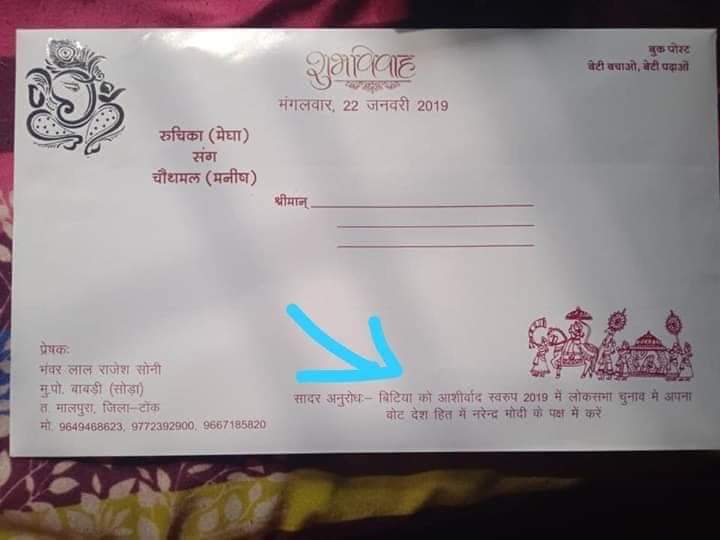 शुभविवाह
मंगलवार, 22 जनवरी 2019
बुक पोस्ट
बेटी बचाओ, बेटी पढ़ाओं
रुचिका (मेघा)
संग
चौथमल (मनीष)
श्रीमान्
प्रेषकः
भंवर लाल राजेश सोनी
मु.पो. बावड़ी (सोड़ा)
त. मालपुरा, जिला–टोंक
मो. 9649468623, 9772392900, 9667185820
सादर अनुरोधः– बिटिया को आशीर्वाद स्वरुप 2019 में लोकसभा चुनाव मे अपना
वोट देश हित में नरेन्द्र मोदी के पक्ष में करें